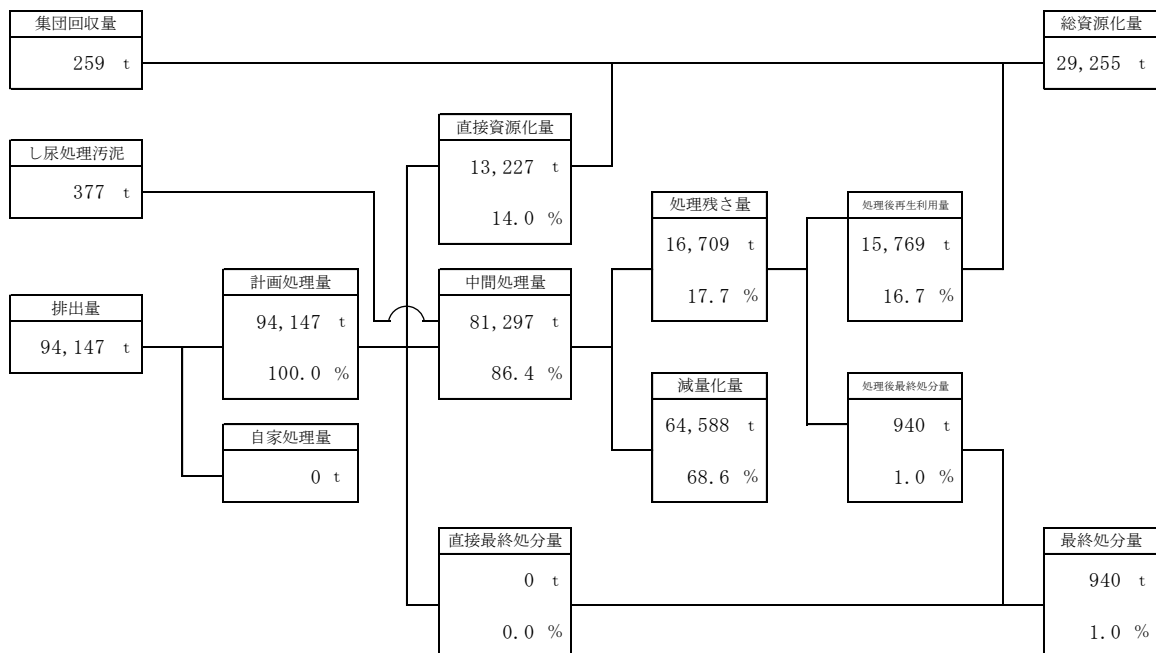 集団回収量
259 t
総資源化量
29,255 t
直接資源化量
13,227 t
14.0 %
し尿処理汚泥
377 t
処理残さ量
16,709 t
17.7 %
処理後再生利用量
15,769 t
16.7 %
排出量
94,147 t
計画処理量
94,147 t
100.0 %
中間処理量
81,297 t
86.4 %
自家処理量
0 t
減量化量
64,588 t
68.6 %
処理後最終処分量
940 t
1.0 %
直接最終処分量
0 t
0.0 %
最終処分量
940 t
1.0 %